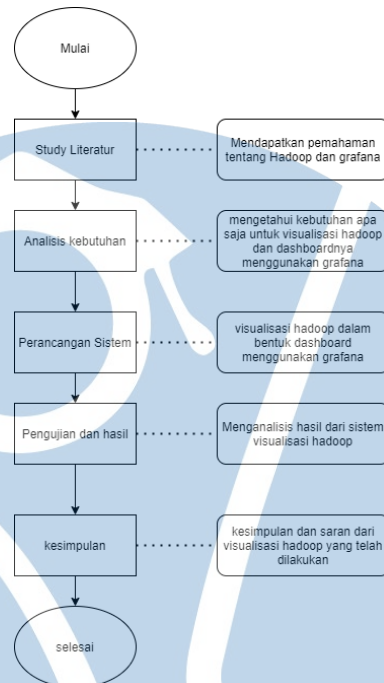 Mulai
Study Literatur
Mendapatkan pemahaman
tentang Hadoop dan grafana
Analisis kebutuhan
mengetahui kebutuhan apa
saja untuk visualisasi hadoop
dan dashboardnya
menggunakan grafana
Perancangan Sistem
visualisasi hadoop dalam
bentuk dashboard
menggunakan grafana
Pengujian dan hasil
Menganalisis hasil dari sistem
visualisasi hadoop
kesimpulan
kesimpulan dan saran dari
visualisasi hadoop yang telah
dilakukan
selesai